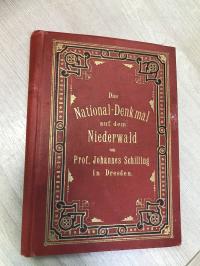 Das
National-Denkmal
auf dem
Niederwald
von
Prof. Johannes Schilling
in Dresden.